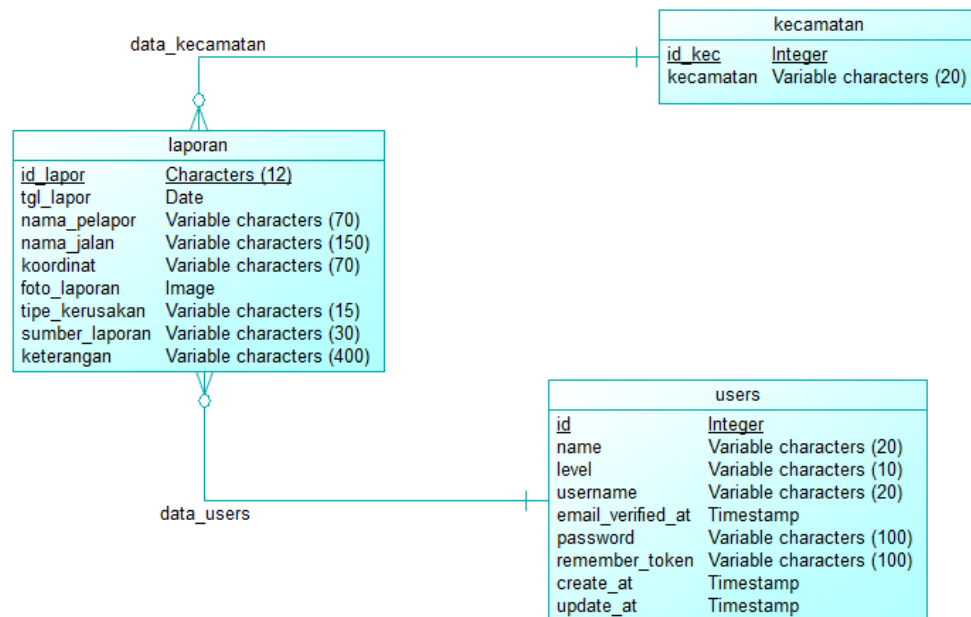 data_kecamatan
kecamatan
id_kec Integer
kecamatan Variable characters (20)
laporan
id_lapor Characters (12)
tgl_lapor Date
nama_pelapor Variable characters (70)
nama_jalan Variable characters (150)
koordinat Variable characters (70)
foto_laporan Image
tipe_kerusakan Variable characters (15)
sumber_laporan Variable characters (30)
keterangan Variable characters (400)
data_users
users
id Integer
name Variable characters (20)
level Variable characters (10)
username Variable characters (20)
email_verified_at Timestamp
password Variable characters (100)
remember_token Variable characters (100)
create_at Timestamp
update_at Timestamp